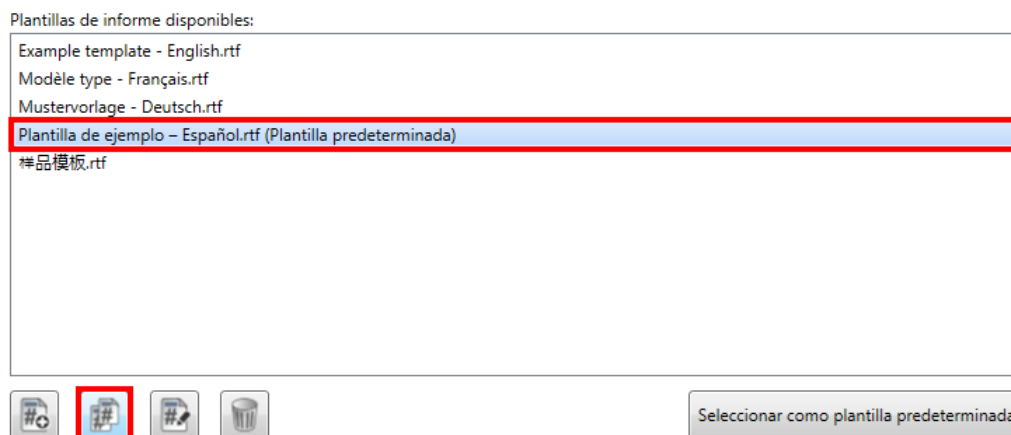 Plantillas de informe disponibles:
Example template - English.rtf
Modèle type - Français.rtf
Mustervorlage - Deutsch.rtf
Plantilla de ejemplo – Español.rtf (Plantilla predeterminada)
样品模板.rtf
Seleccionar como plantilla predeterminada